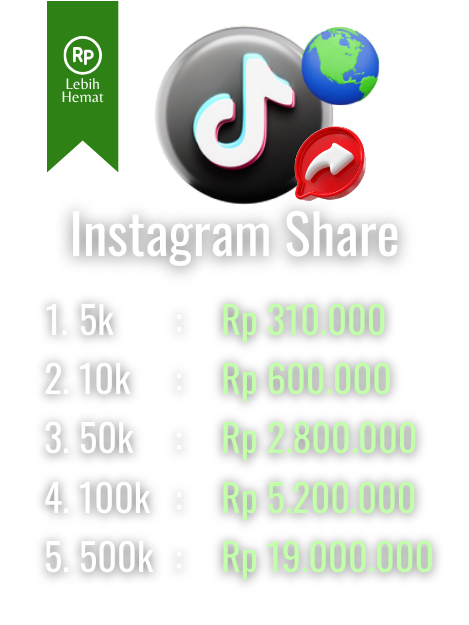 Rp
Lebih
Hemat
Instagram Share
1. 5k : Rp 310.000
2. 10k : Rp 600.000
3. 50k : Rp 2.800.000
4. 100k : Rp 5.200.000
5. 500k : Rp 19.000.000